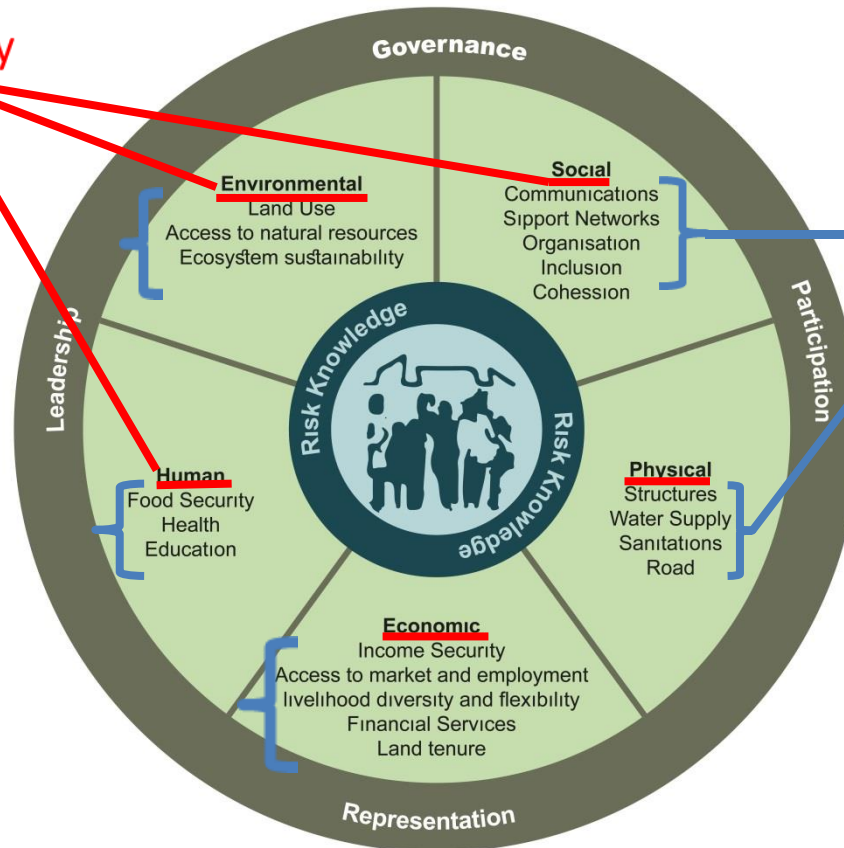 Governance
Environmental
Land Use
Access to natural resources
Ecosystem sustainability
Social
Communications
Sipport Networks
Organisation
Inclusion
Cohession
Leadership
Participation
Risk Knowledge
Risk Knowledge
Human
Food Security
Health
Education
Physical
Structures
Water Supply
Sanitations
Road
Economic
Income Security
Access to market and employment
livelihood diversity and flexibility
Financial Services
Land tenure
Representation